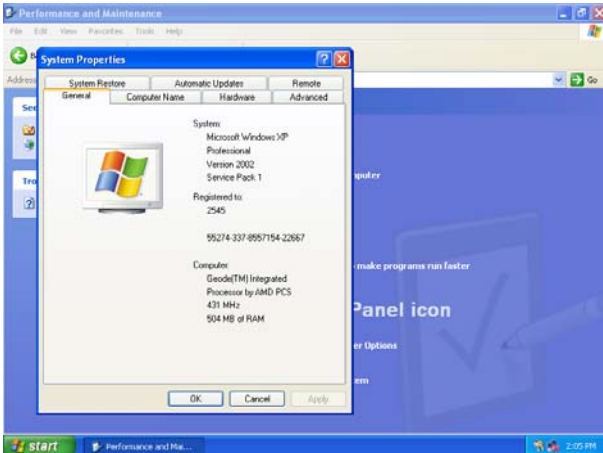 Performance and Maintenance
File Edit View Favorites Tools Help
System Properties
Address
Go
System Restore Automatic Updates Remote
General Computer Name Hardware Advanced
System:
Microsoft Windows XP
Professional
Version 2002
Service Pack 1
Registered to:
2545
55274-337-8557154-22667
Computer:
Geode(TM) Integrated
Processor by AMD PCS
431 MHz
504 MB of RAM
make programs run faster
Panel icon
Options
OK Cancel Apply
start
Performance and Mai...
2:05 PM